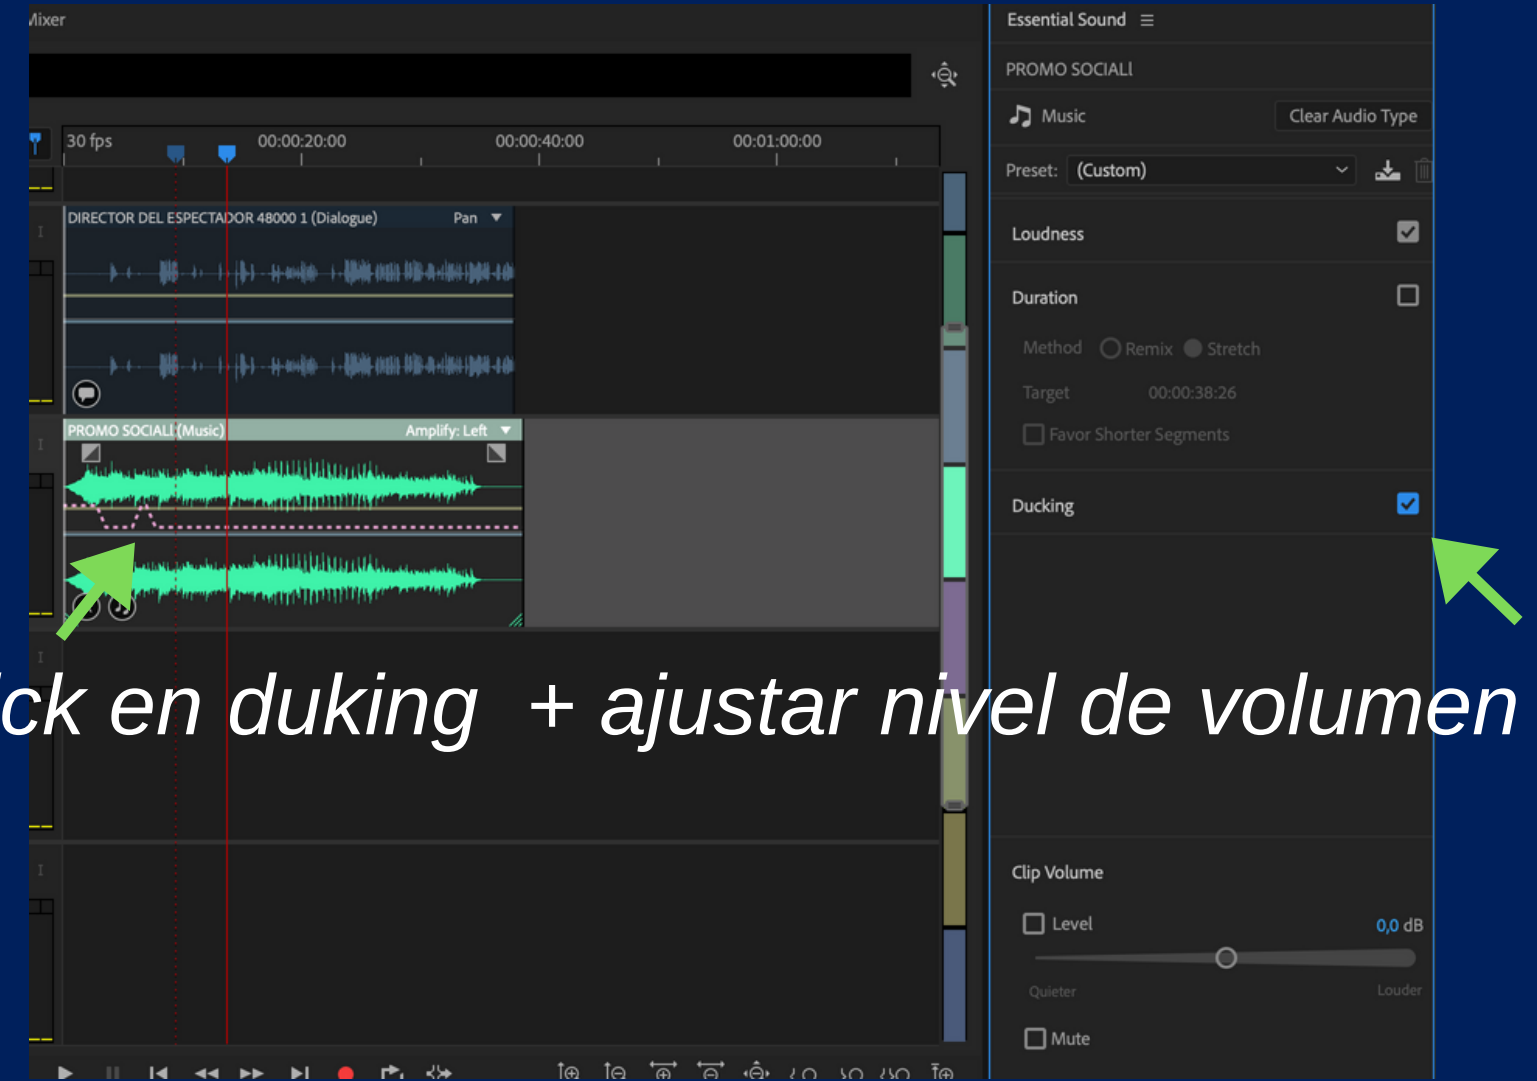 Mixer
Essential Sound
PROMO SOCIALl
Music
Clear Audio Type
30 fps
00:00:20:00
00:00:40:00
00:01:00:00
Preset:
(Custom)
DIRECTOR DEL ESPECTADOR 48000 1 (Dialogue)
Pan
Loudness
Duration
Method
Remix
Stretch
Target
00:00:38:26
Favor Shorter Segments
PROMO SOCIALl (Music)
Amplify: Left
Ducking
ick en duking + ajustar nivel de volumen
Clip Volume
Level
0,0 dB
Quieter
Louder
Mute